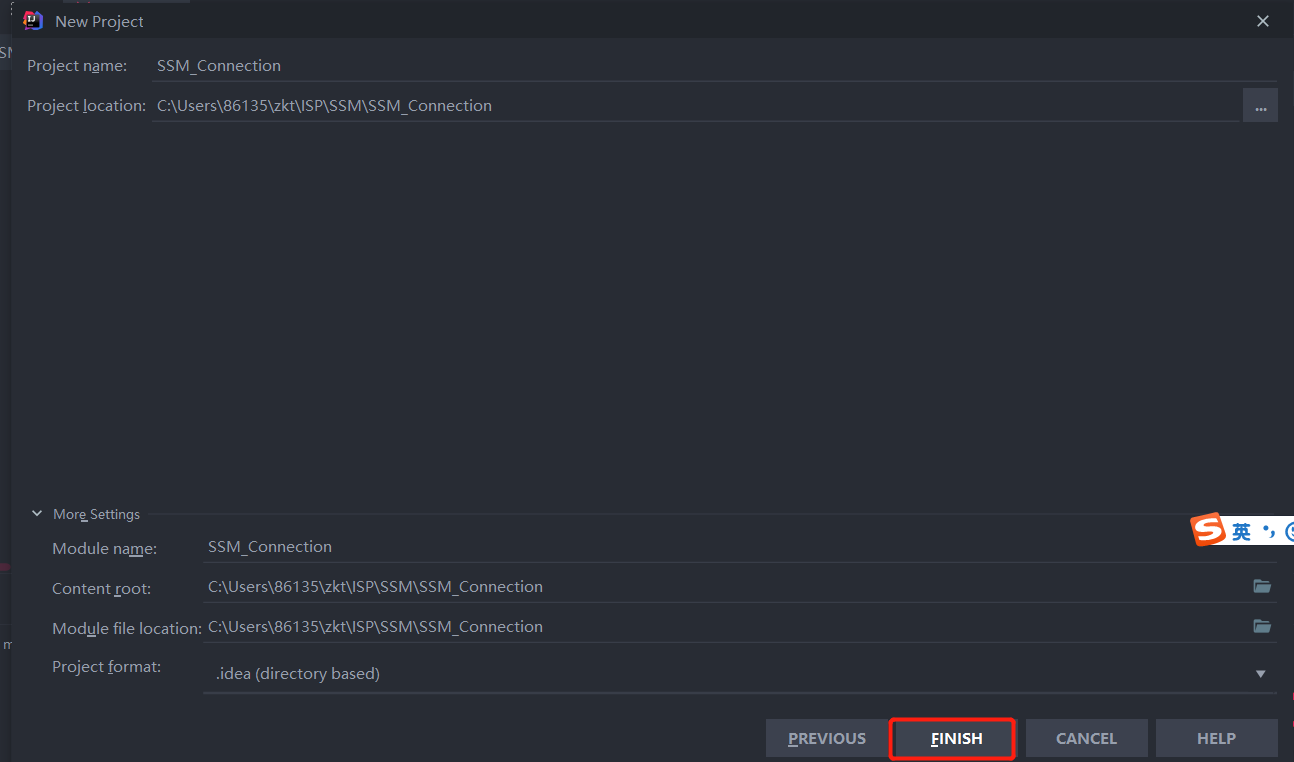 New Project
Project name: SSM_Connection
Project location: C:\Users\86135\zkt\ISP\SSM\SSM_Connection ...
More Settings
Module name: SSM_Connection
Content root: C:\Users\86135\zkt\ISP\SSM\SSM_Connection
Module file location: C:\Users\86135\zkt\ISP\SSM\SSM_Connection
Project format: .idea (directory based)
PREVIOUS FINISH CANCEL HELP
英